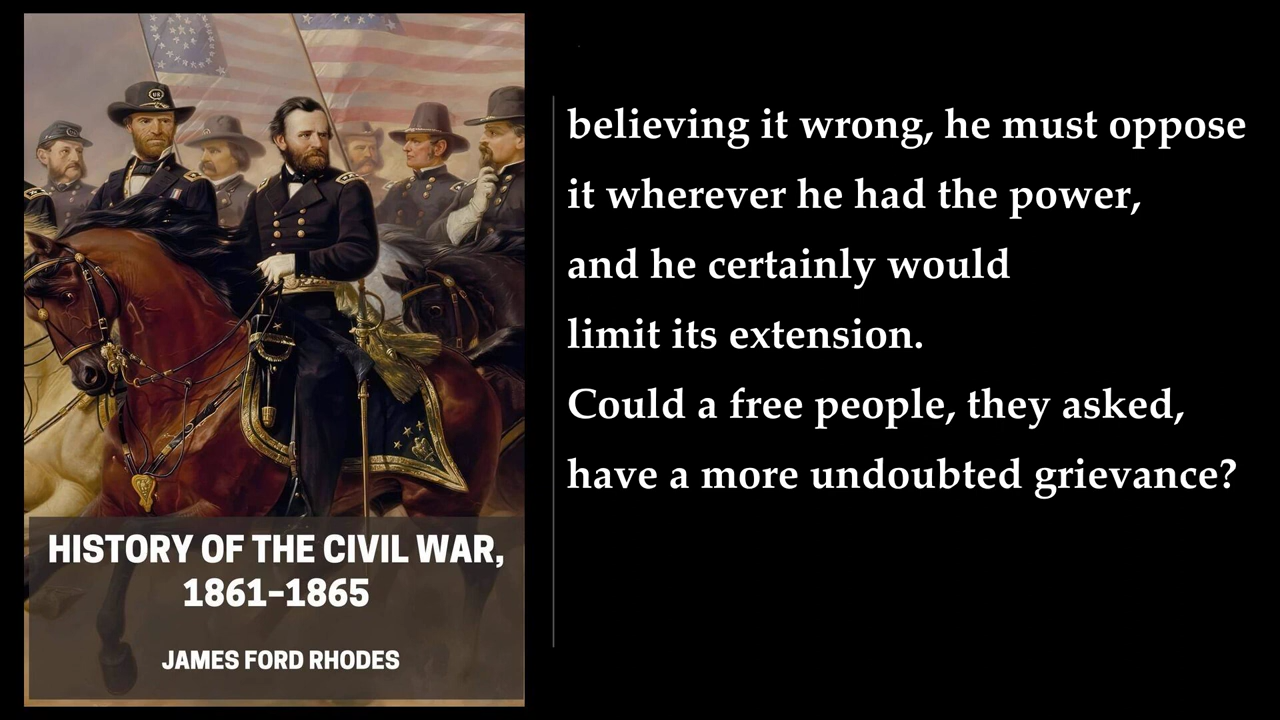 HISTORY OF THE CIVIL WAR,
1861–1865
JAMES FORD RHODES
believing it wrong, he must oppose
it wherever he had the power,
and he certainly would
limit its extension.
Could a free people, they asked,
have a more undoubted grievance?